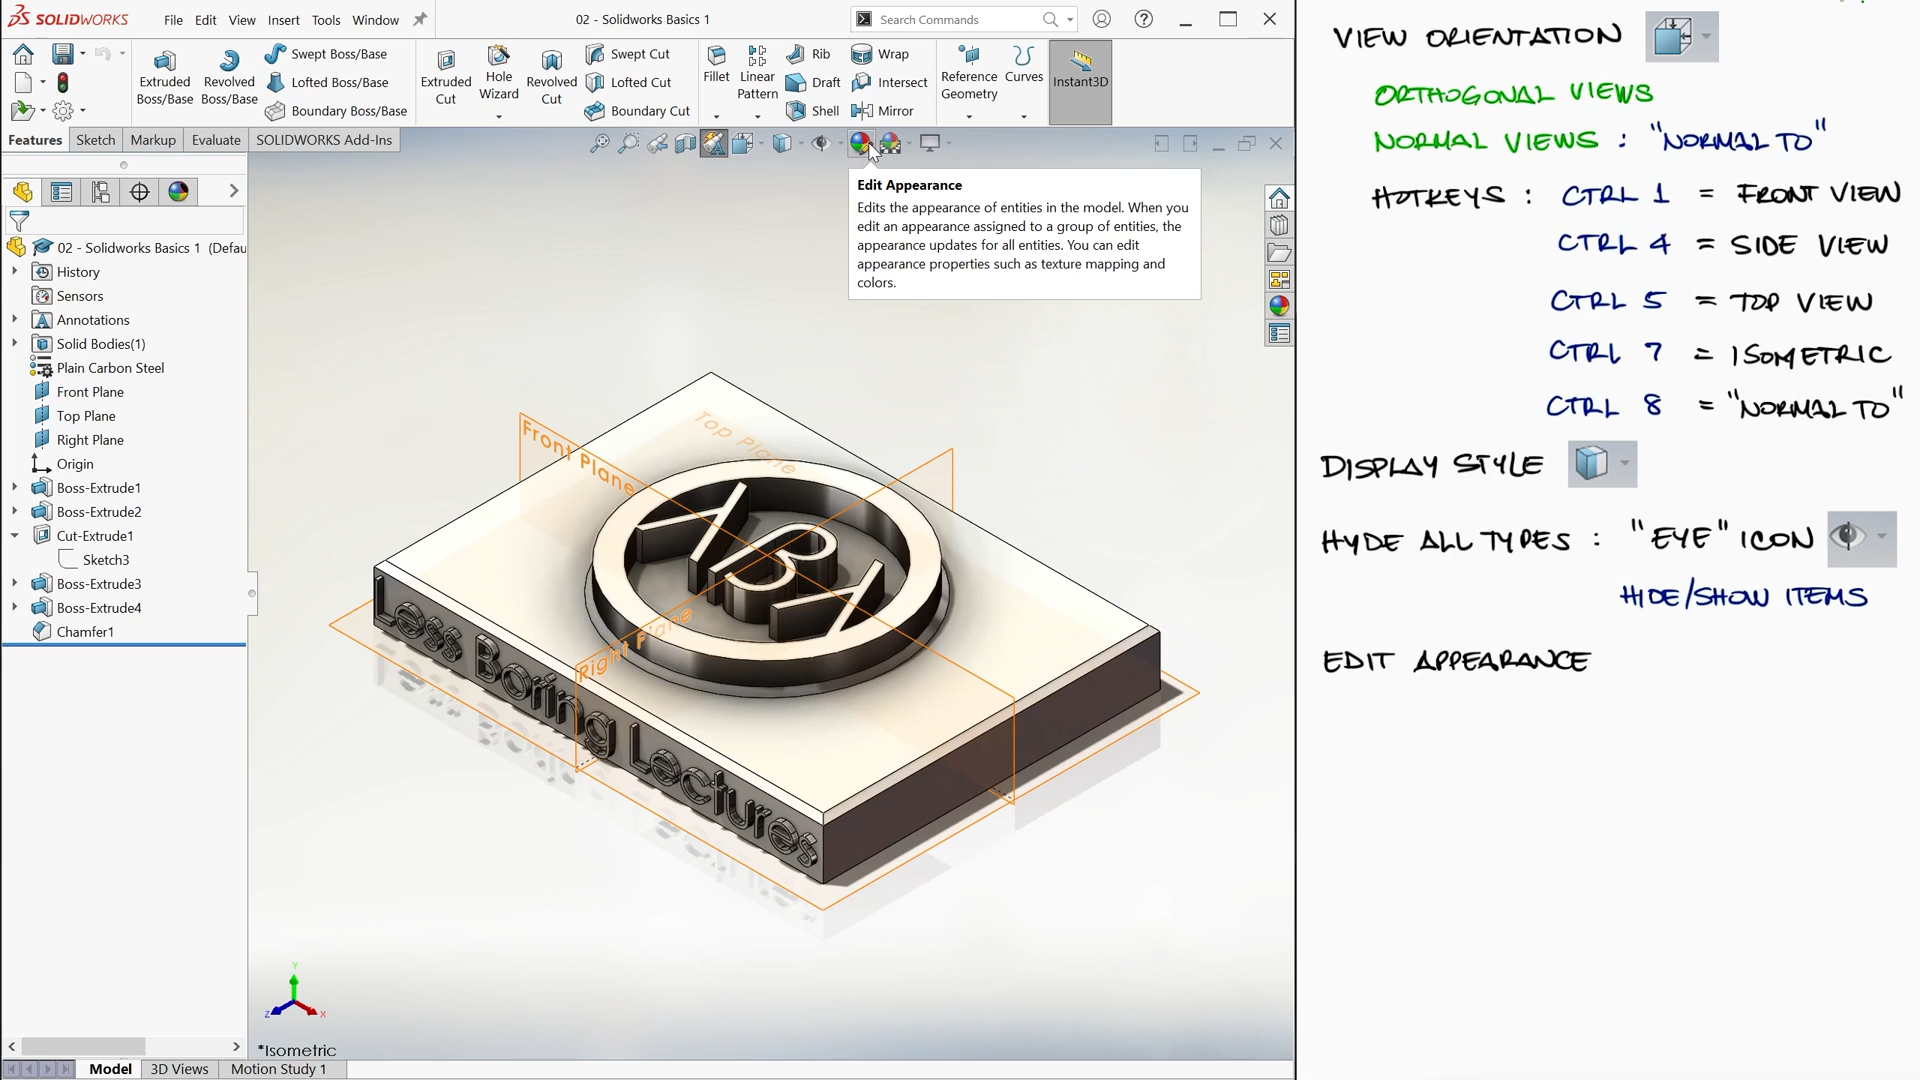 SOLIDWORKS
File Edit View Insert Tools Window
02 - Solidworks Basics 1
Search Commands
Extruded Boss/Base
Revolved Boss/Base
Swept Boss/Base
Lofted Boss/Base
Boundary Boss/Base
Extruded Cut
Hole Wizard
Revolved Cut
Swept Cut
Lofted Cut
Boundary Cut
Fillet
Linear Pattern
Rib
Draft
Shell
Wrap
Intersect
Mirror
Reference Geometry
Curves
Instant3D
Features Sketch Markup Evaluate SOLIDWORKS Add-Ins
Edit Appearance
Edits the appearance of entities in the model. When you
edit an appearance assigned to a group of entities, the
appearance updates for all entities. You can edit
appearance properties such as texture mapping and
colors.
02 - Solidworks Basics 1 (Defau
History
Sensors
Annotations
Solid Bodies(1)
Plain Carbon Steel
Front Plane
Top Plane
Right Plane
Origin
Boss-Extrude1
Boss-Extrude2
Cut-Extrude1
Sketch3
Boss-Extrude3
Boss-Extrude4
Chamfer1
Front Plane
Top Plane
Right Plane
Less Boring Lectures
Y
Z
X
*Isometric
Model 3D Views Motion Study 1
VIEW ORIENTATION
ORTHOGONAL VIEWS
NORMAL VIEWS : "NORMAL TO"
HOTKEYS : CTRL 1 = FRONT VIEW
CTRL 4 = SIDE VIEW
CTRL 5 = TOP VIEW
CTRL 7 = ISOMETRIC
CTRL 8 = "NORMAL TO"
DISPLAY STYLE
HYDE ALL TYPES : "EYE" ICON
HIDE/SHOW ITEMS
EDIT APPEARANCE